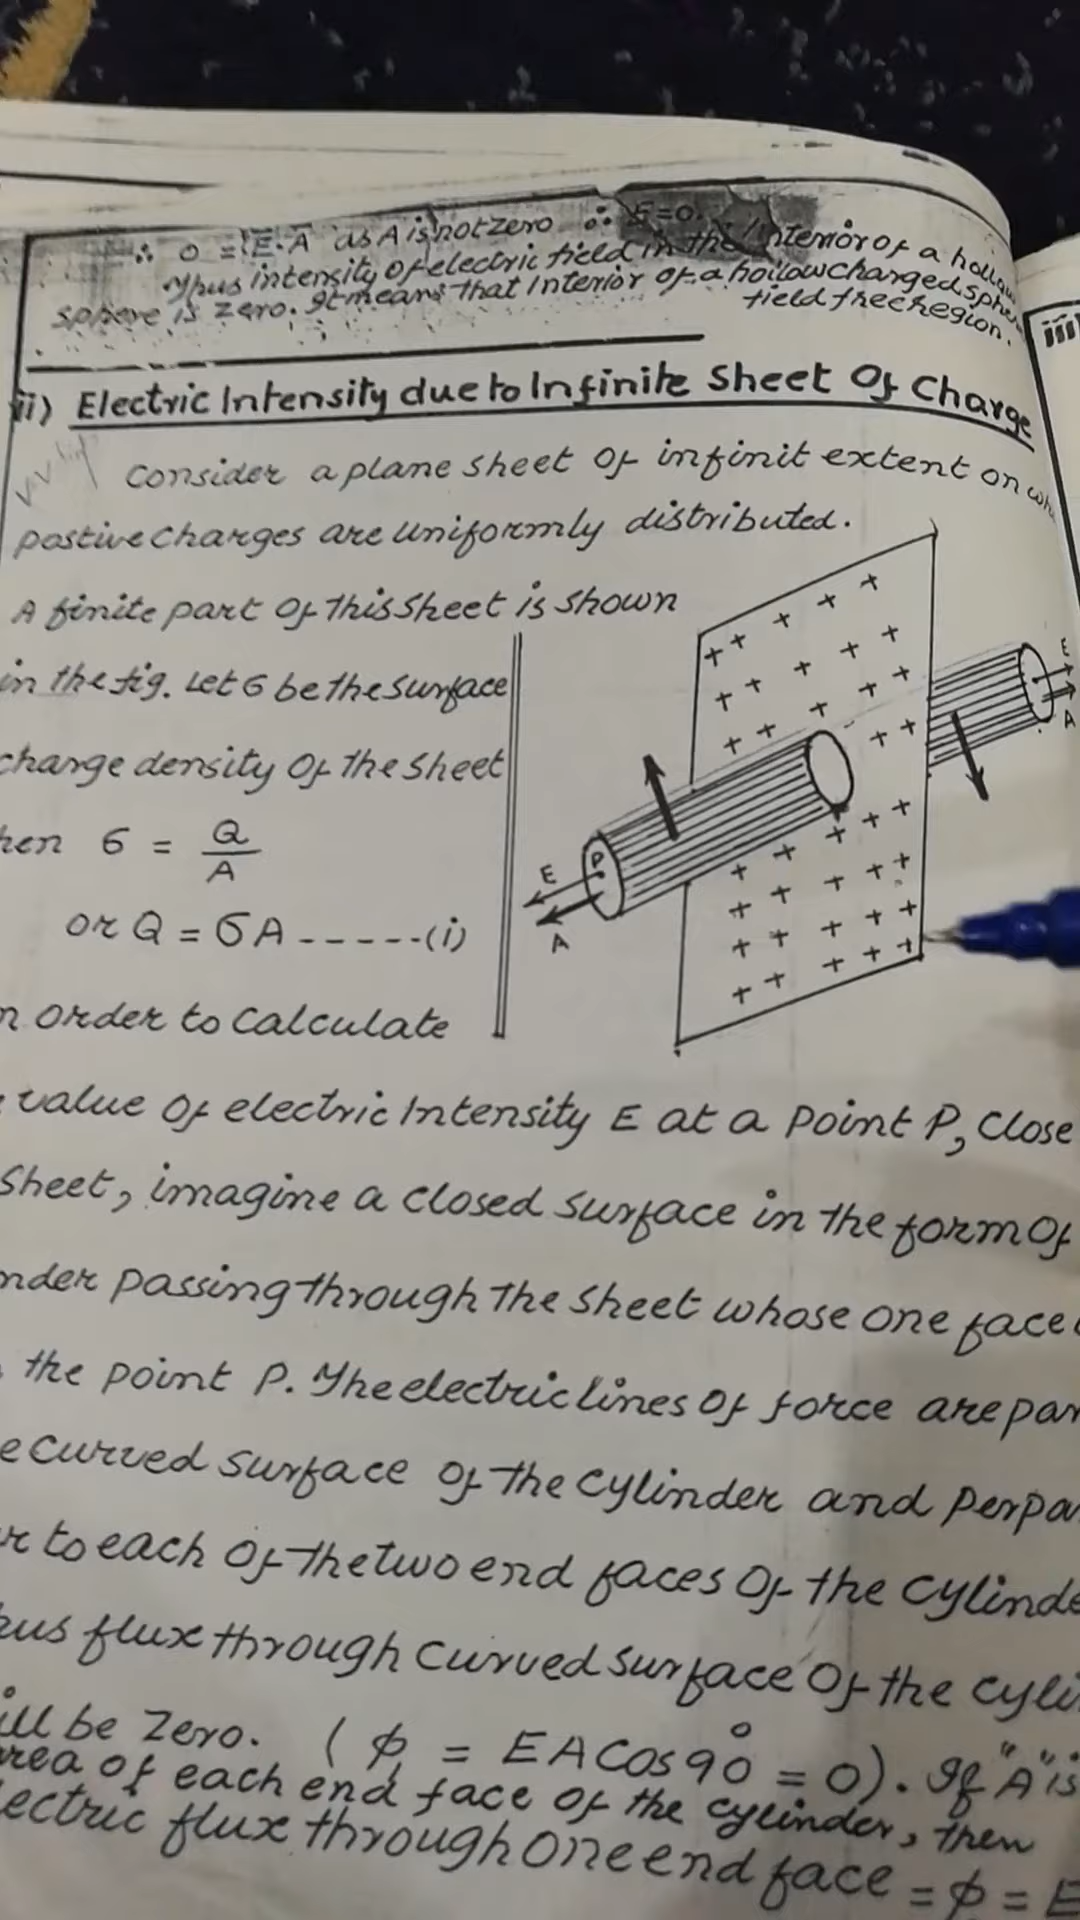 ∴ 0 = E.A as A is not zero ∴ E=0.
Thus intensity of electric field in the interior of a hollow
sphere is zero. It means that interior of a hollow charged sphere
field free region.
iii)
ii) Electric Intensity due to Infinite Sheet Of Charge
Consider a plane sheet of infinit extent on
postive charges are uniformly distributed.
A finite part of this sheet is shown
in the fig. Let σ be the surface
charge density of the sheet
hen σ = Q/A
or Q = σA ------(i)
n order to calculate
value of electric Intensity E at a point P, close
sheet, imagine a closed surface in the form of
nder passing through the sheet whose one face
the point P. The electric lines of force are par
e curved surface of the cylinder and perpa
r to each of the two end faces of the cylinde
hus flux through curved surface of the cyli
ill be zero. ( ϕ = EACos90° = 0). If "A" is
rea of each end face of the cylinder, then
lectric flux through one end face = ϕ = E
E
A
P
E
A